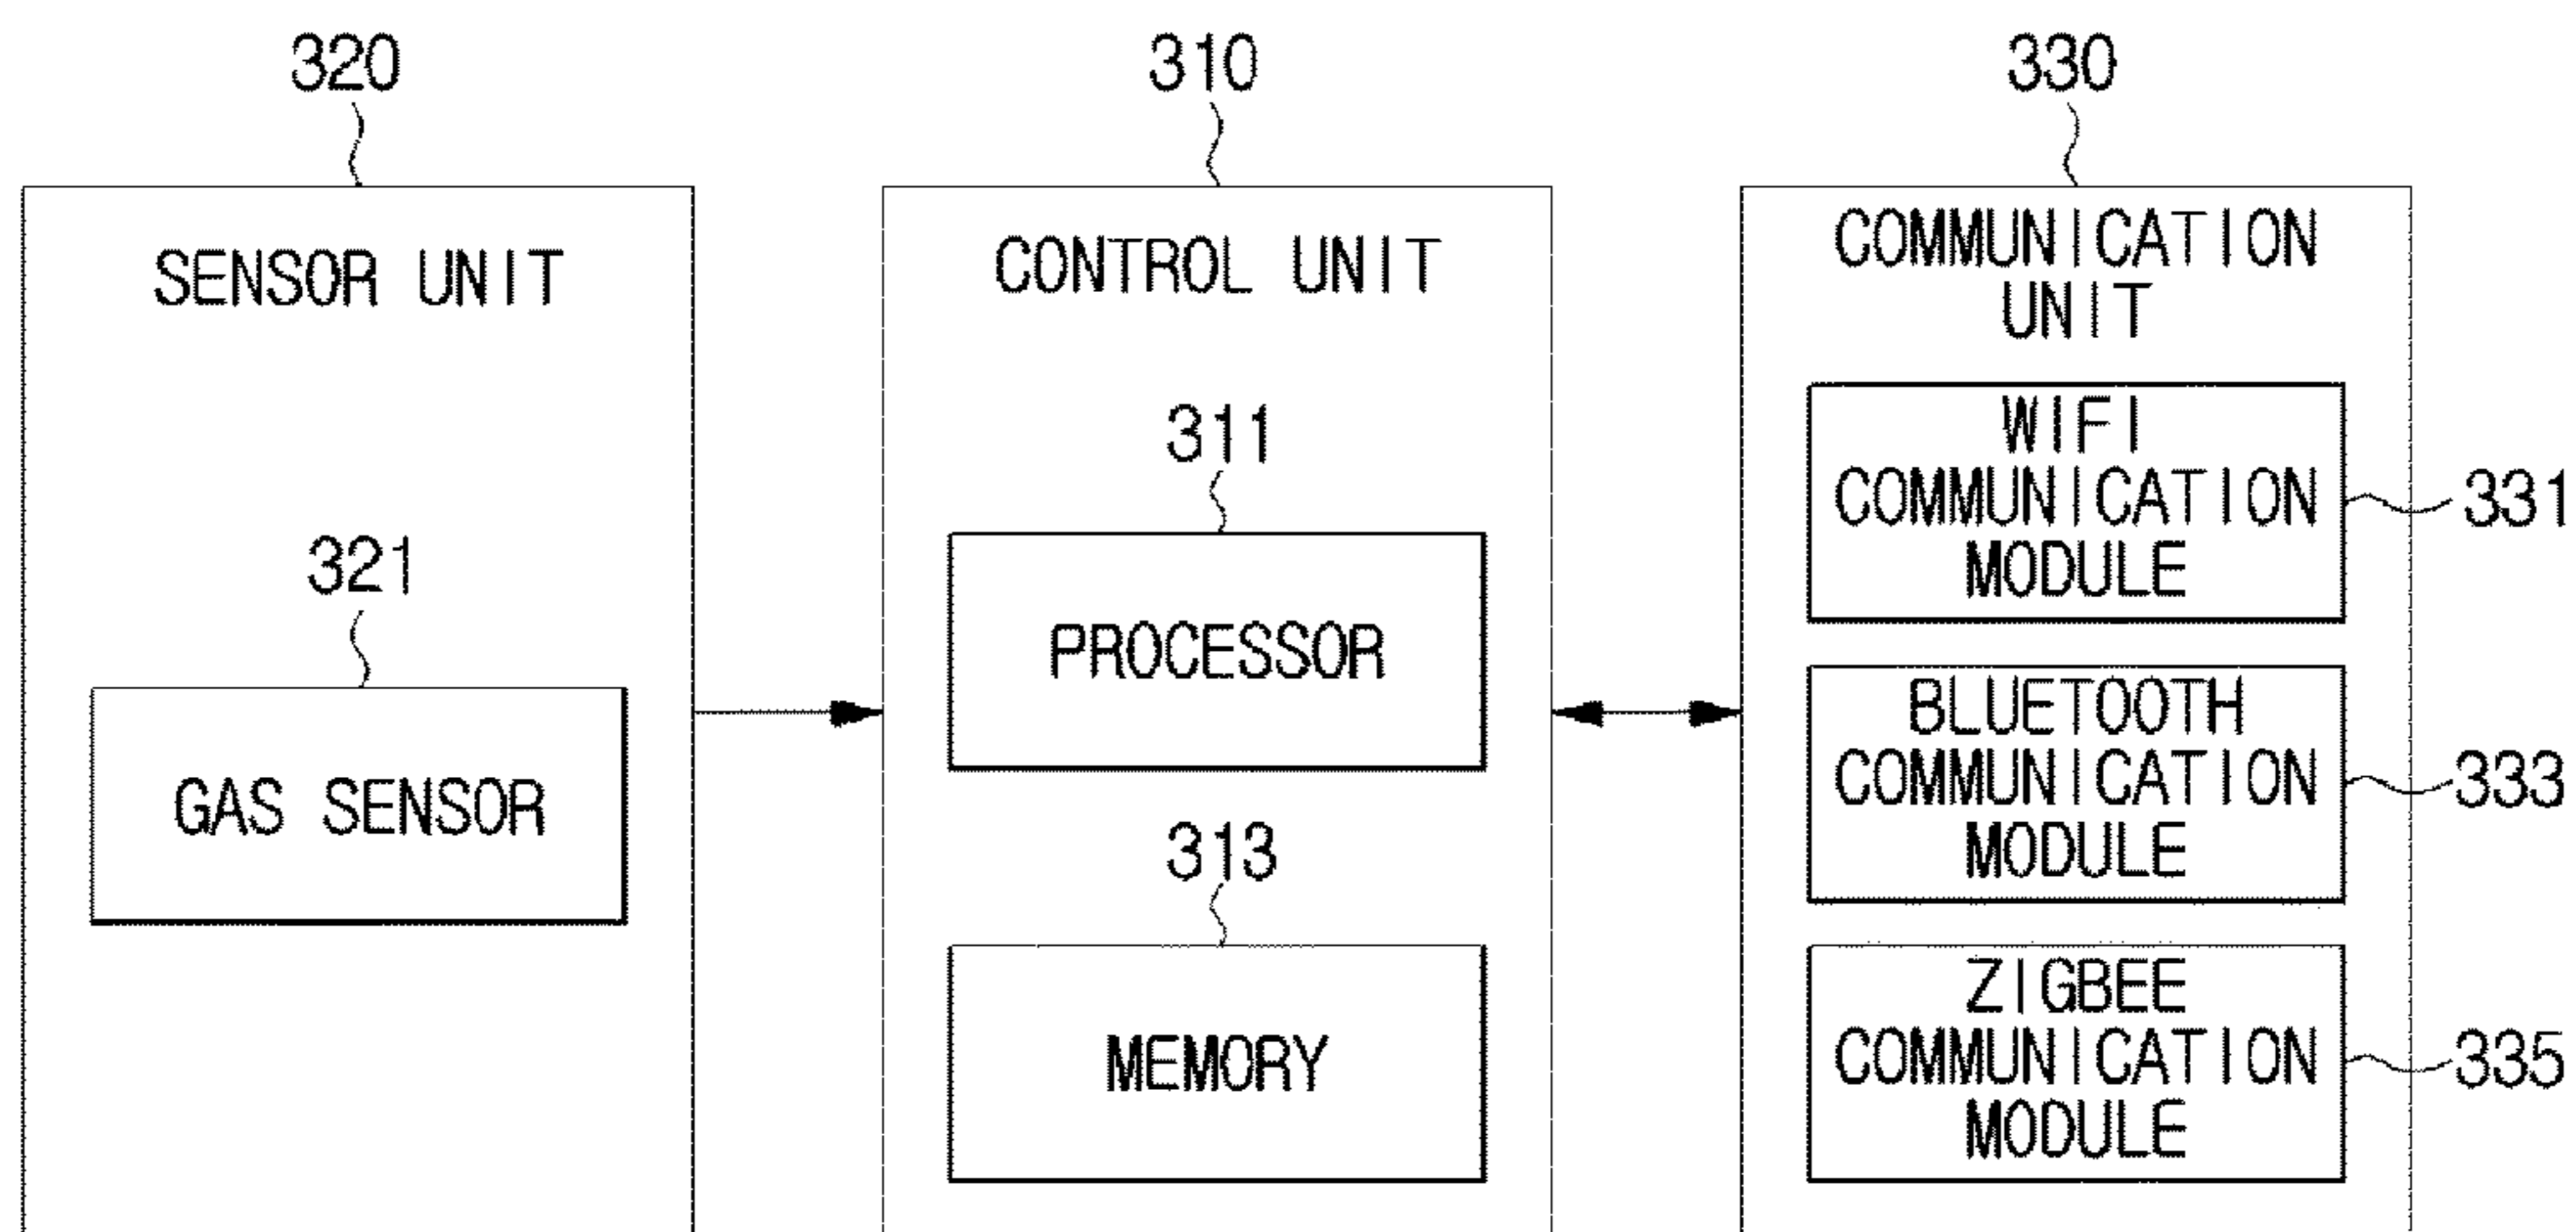 320
310
330
SENSOR UNIT
CONTROL UNIT
COMMUNICATION
UNIT
321
GAS SENSOR
311
PROCESSOR
313
MEMORY
WIFI
COMMUNICATION
MODULE
331
BLUETOOTH
COMMUNICATION
MODULE
333
ZIGBEE
COMMUNICATION
MODULE
335